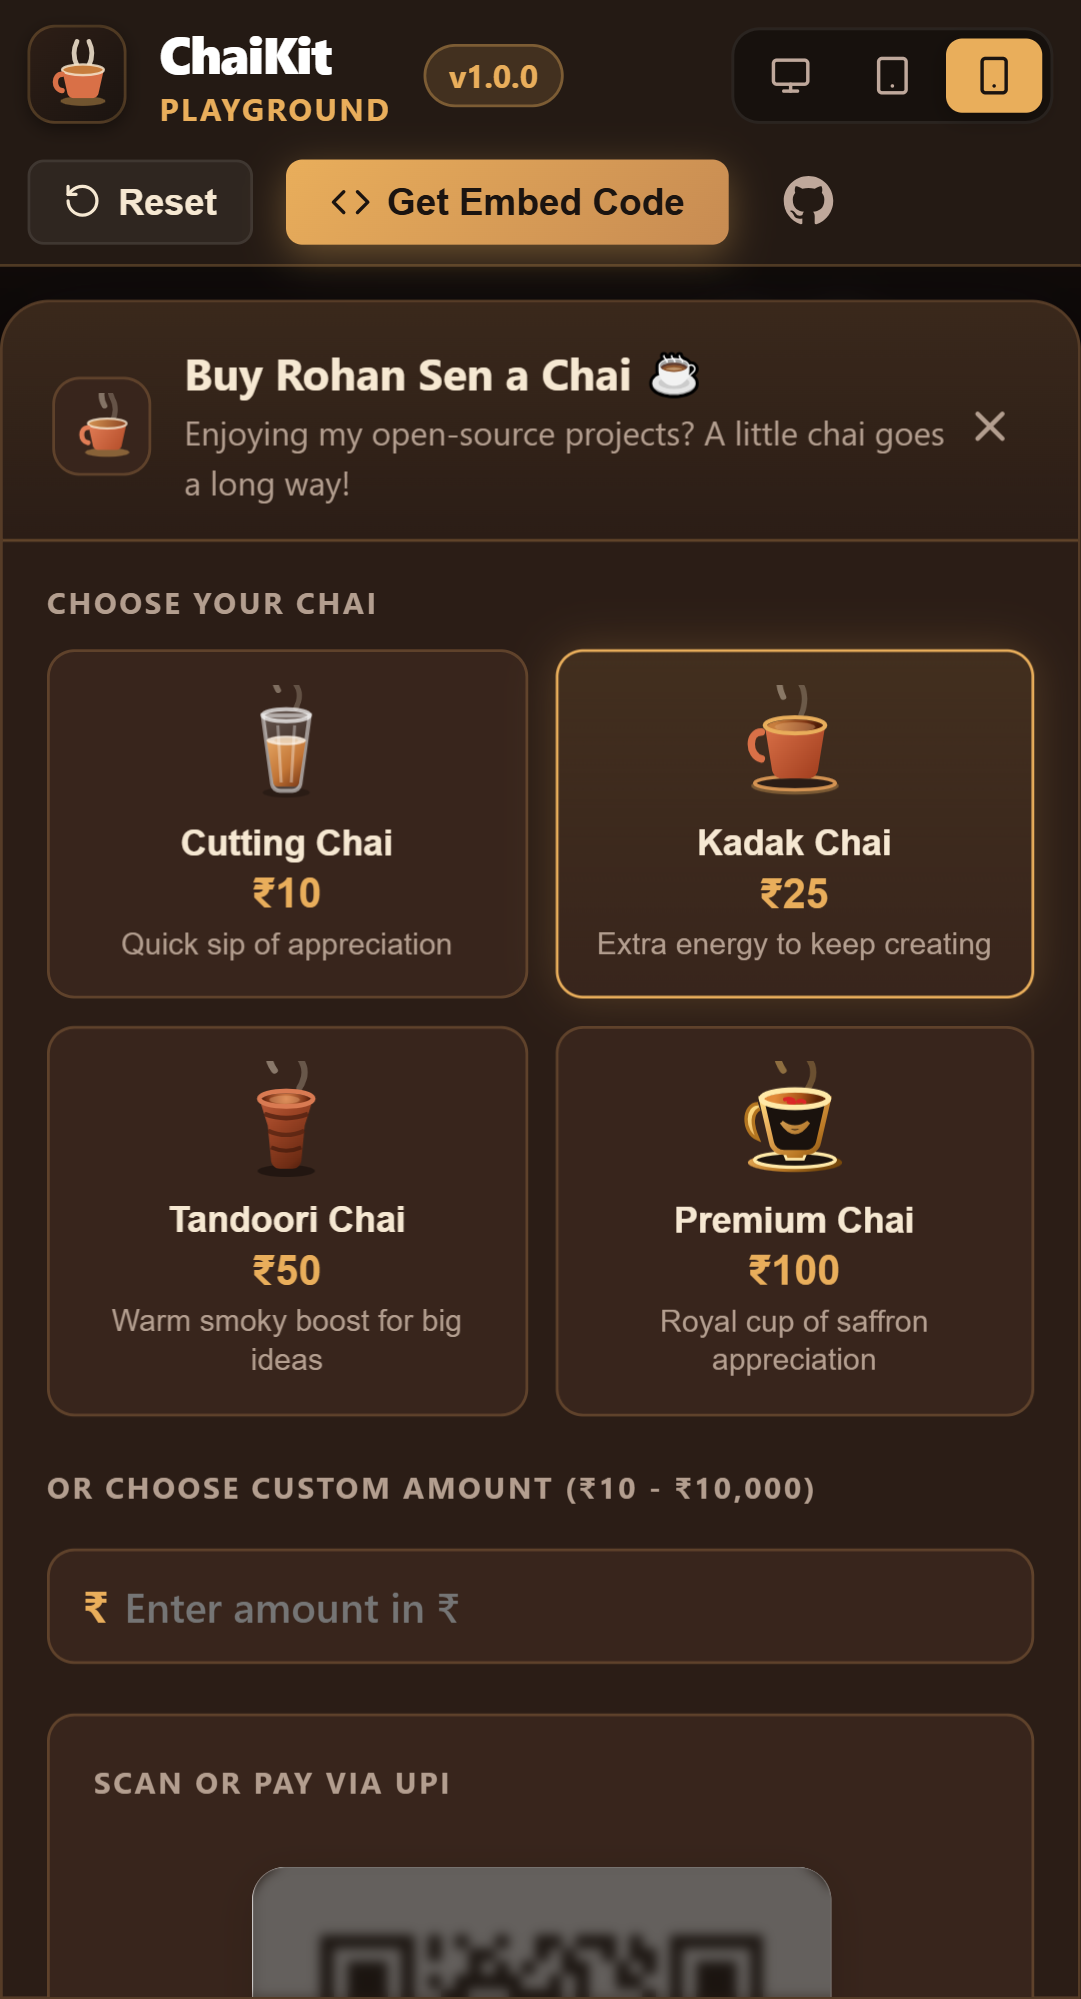 ChaiKit
PLAYGROUND
v1.0.0
Reset
Get Embed Code
Buy Rohan Sen a Chai ☕
Enjoying my open-source projects? A little chai goes
a long way!
CHOOSE YOUR CHAI
Cutting Chai
₹10
Quick sip of appreciation
Kadak Chai
₹25
Extra energy to keep creating
Tandoori Chai
₹50
Warm smoky boost for big
ideas
Premium Chai
₹100
Royal cup of saffron
appreciation
OR CHOOSE CUSTOM AMOUNT (₹10 - ₹10,000)
₹ Enter amount in ₹
SCAN OR PAY VIA UPI